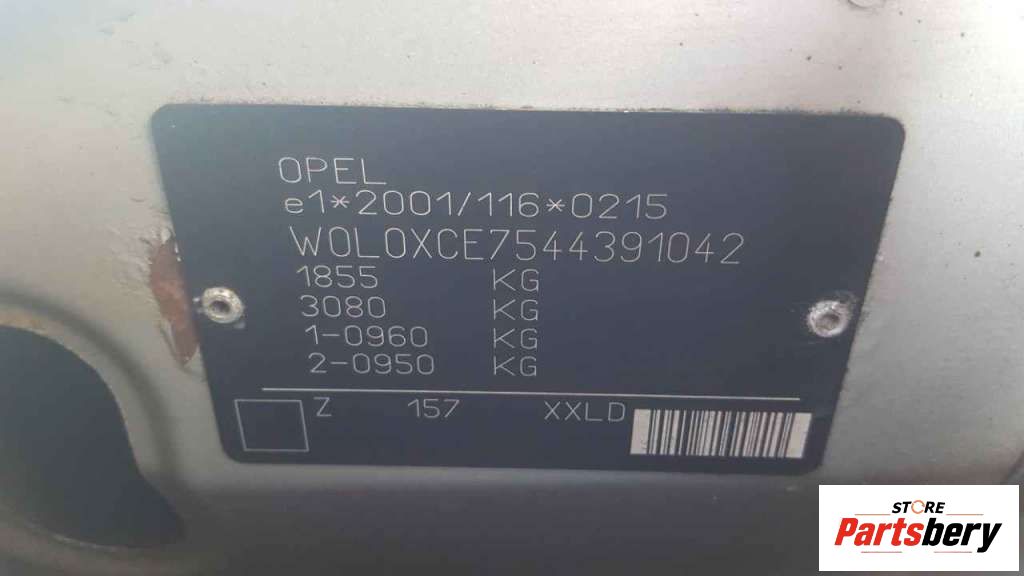 OPEL
e1*2001/116*0215
W0L0XCE7544391042
1855 KG
3080 KG
1-0960 KG
2-0950 KG
Z 157 XXLD
STORE
Partsbery